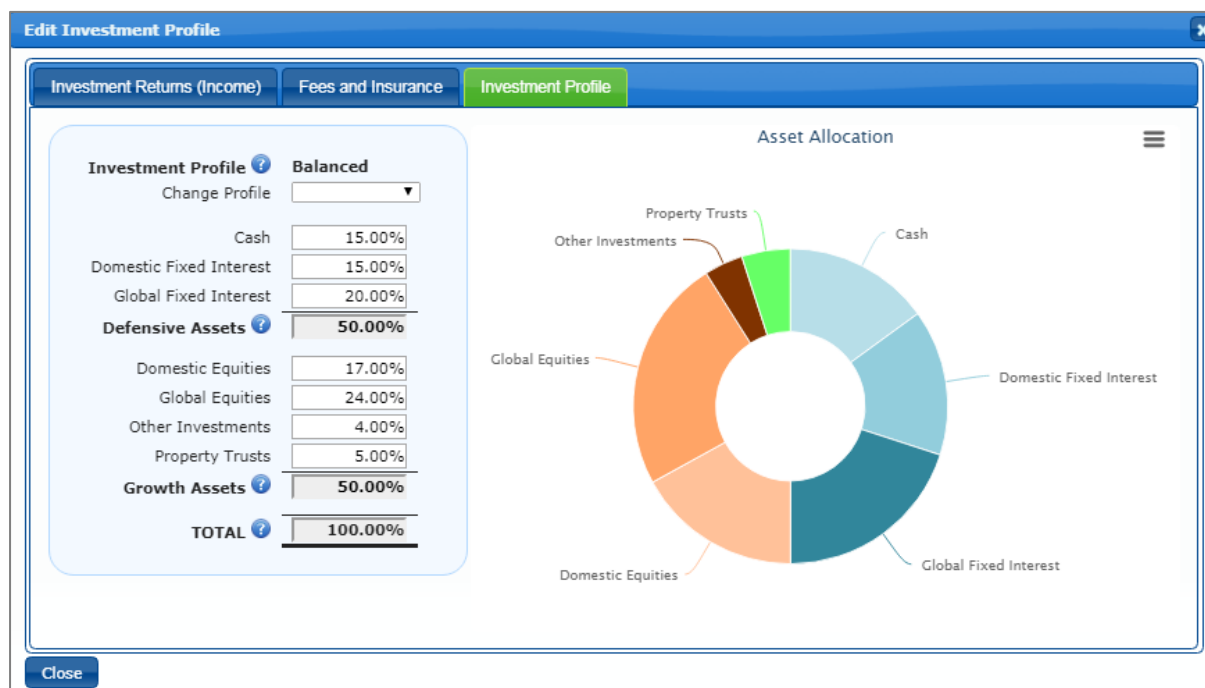 Edit Investment Profile
Investment Returns (Income) Fees and Insurance Investment Profile
Investment Profile ? Balanced
Change Profile
Cash 15.00%
Domestic Fixed Interest 15.00%
Global Fixed Interest 20.00%
Defensive Assets ? 50.00%
Domestic Equities 17.00%
Global Equities 24.00%
Other Investments 4.00%
Property Trusts 5.00%
Growth Assets ? 50.00%
TOTAL ? 100.00%
Asset Allocation
Property Trusts
Other Investments
Cash
Global Equities
Domestic Fixed Interest
Domestic Equities
Global Fixed Interest
Close